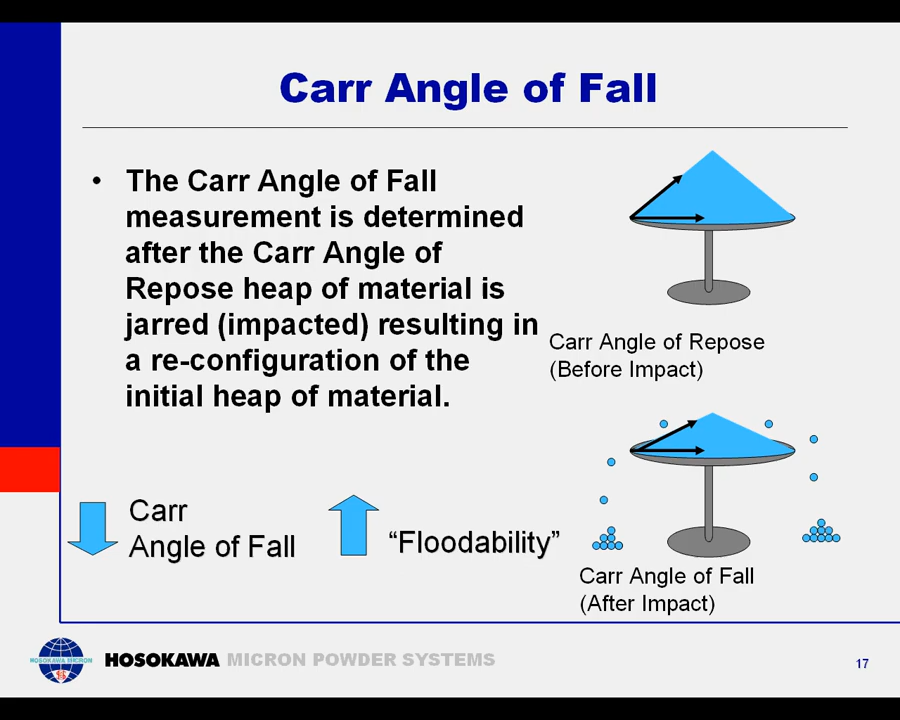 Carr Angle of Fall
• The Carr Angle of Fall
measurement is determined
after the Carr Angle of
Repose heap of material is
jarred (impacted) resulting in
a re-configuration of the
initial heap of material.
Carr Angle of Repose
(Before Impact)
Carr
Angle of Fall
“Floodability”
Carr Angle of Fall
(After Impact)
HOSOKAWA MICRON
HOSOKAWA MICRON POWDER SYSTEMS
17